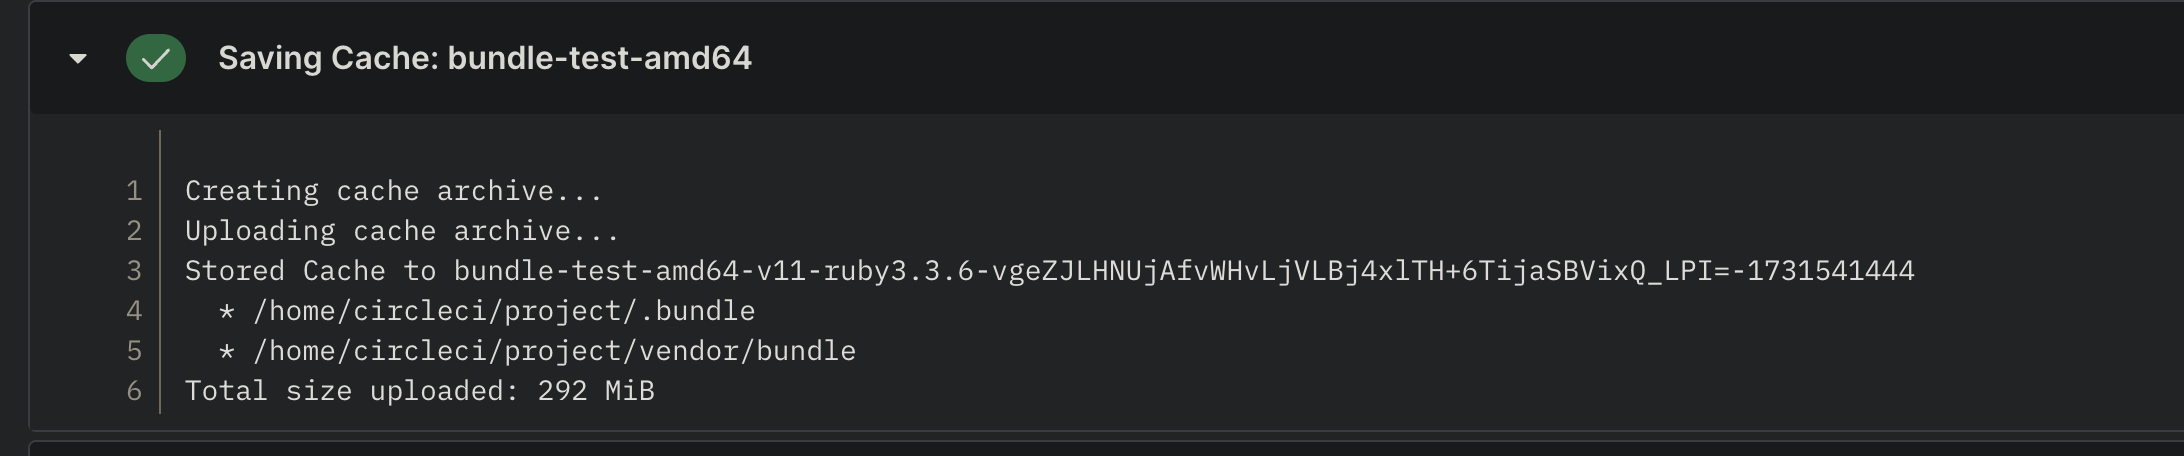 Saving Cache: bundle-test-amd64
1 Creating cache archive...
2 Uploading cache archive...
3 Stored Cache to bundle-test-amd64-v11-ruby3.3.6-vgeZJLHNUjAfvWHvLjVLBj4xlTH+6TijaSBVixQ_LPI=-1731541444
4 * /home/circleci/project/.bundle
5 * /home/circleci/project/vendor/bundle
6 Total size uploaded: 292 MiB